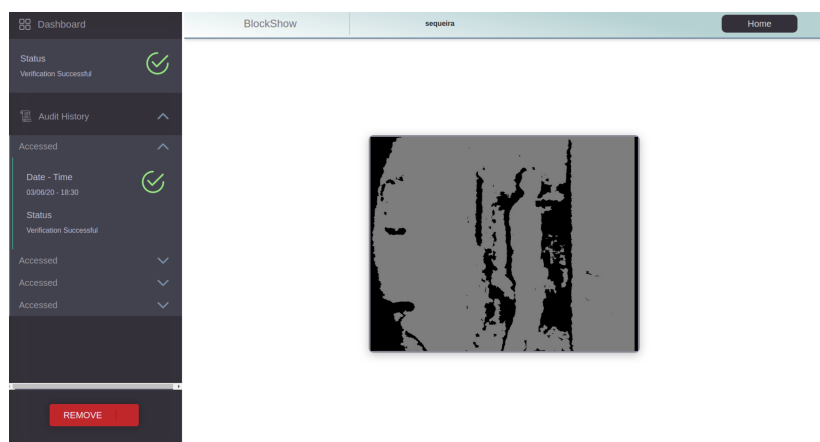 Dashboard
BlockShow
sequeira
Home
Status
Verification Successful
Audit History
Accessed
Date - Time
03/06/20 - 18:30
Status
Verification Successful
Accessed
Accessed
Accessed
REMOVE